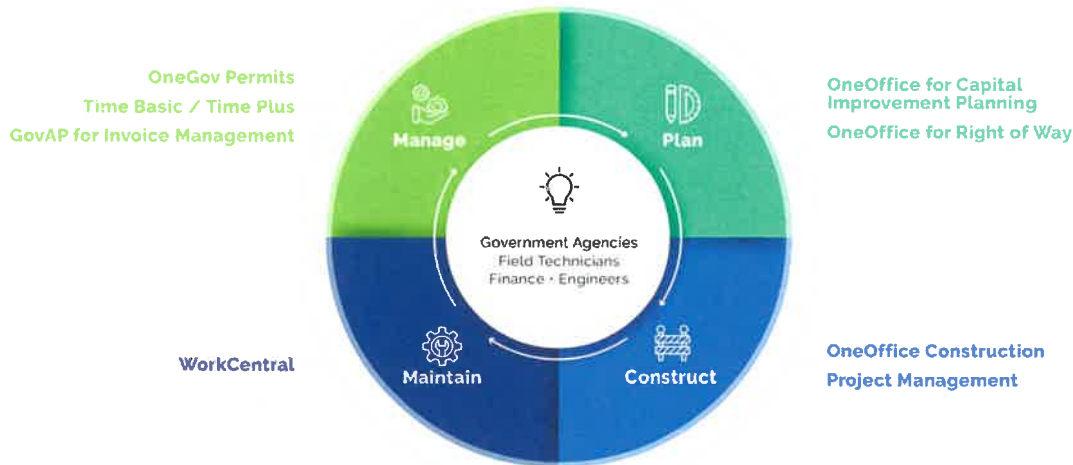 OneGov Permits
Time Basic / Time Plus
GovAP for Invoice Management
Manage
Plan
OneOffice for Capital
Improvement Planning
OneOffice for Right of Way
Government Agencies
Field Technicians
Finance • Engineers
WorkCentral
Maintain
Construct
OneOffice Construction
Project Management